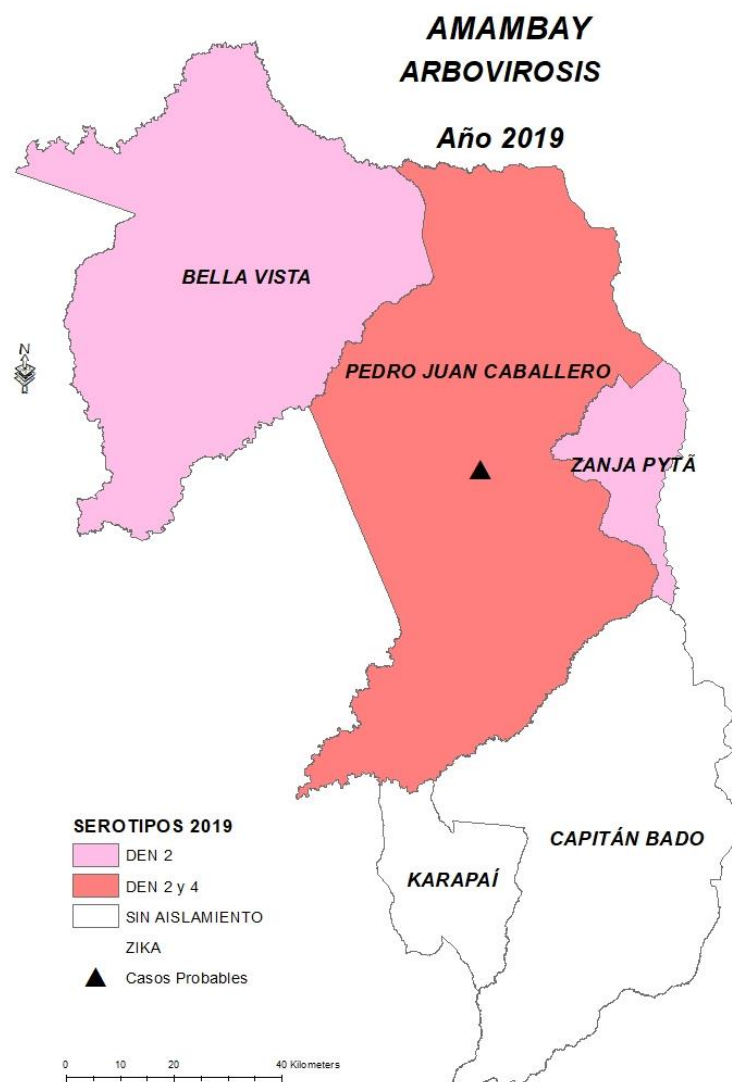 AMAMBAY
ARBOVIROSIS
Año 2019
BELLA VISTA
N
PEDRO JUAN CABALLERO
ZANJA PYTÃ
SEROTIPOS 2019
DEN 2
DEN 2 y 4
SIN AISLAMIENTO
ZIKA
Casos Probables
CAPITÁN BADO
KARAPAÍ
0 10 20 40 Kilometers